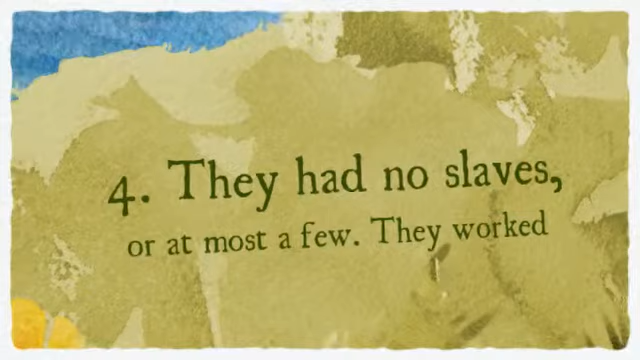 4. They had no slaves,
or at most a few. They worked